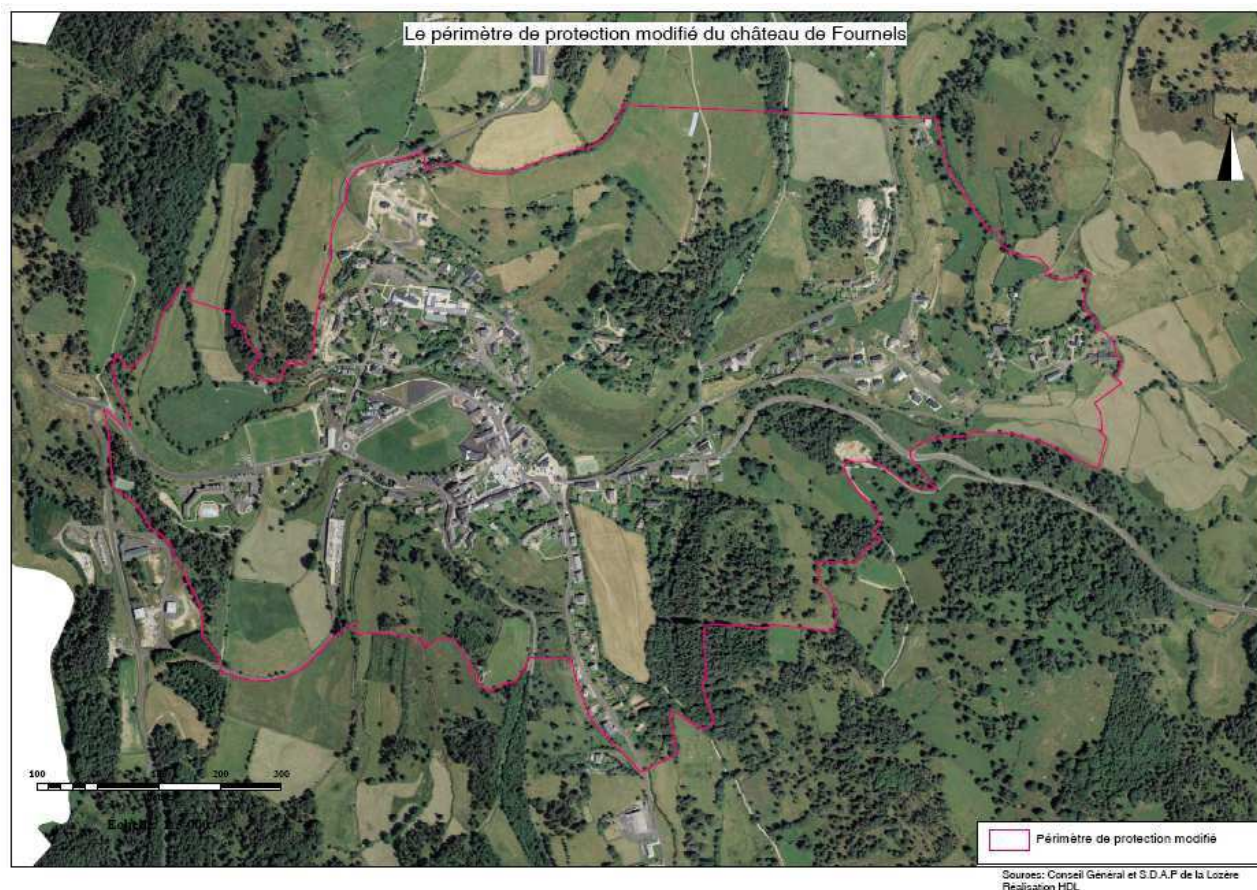 Le périmètre de protection modifié du château de Fournels
N
100 100 200 300
Périmètre de protection modifié
Sources: Conseil Général et S.D.A.P de la Lozère
Réalisation HDL